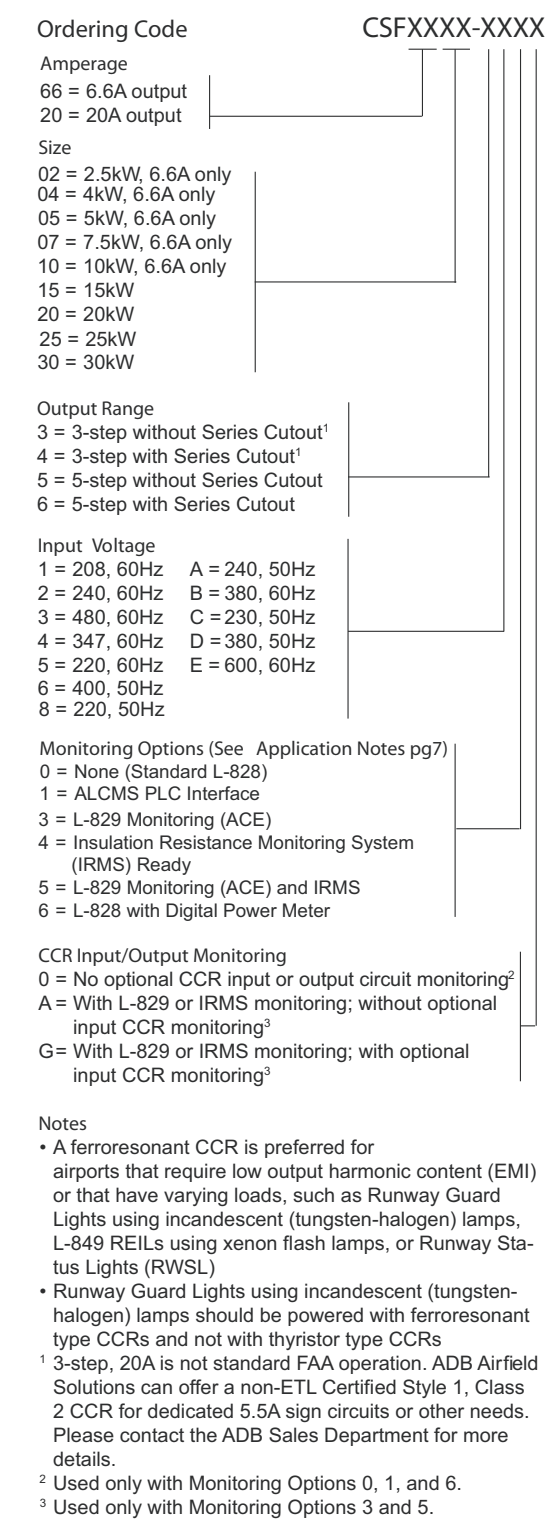 Ordering Code CSFXXXX-XXXX
Amperage
66 = 6.6A output
20 = 20A output
Size
02 = 2.5kW, 6.6A only
04 = 4kW, 6.6A only
05 = 5kW, 6.6A only
07 = 7.5kW, 6.6A only
10 = 10kW, 6.6A only
15 = 15kW
20 = 20kW
25 = 25kW
30 = 30kW
Output Range
3 = 3-step without Series Cutout¹
4 = 3-step with Series Cutout¹
5 = 5-step without Series Cutout
6 = 5-step with Series Cutout
Input Voltage
1 = 208, 60Hz A = 240, 50Hz
2 = 240, 60Hz B = 380, 60Hz
3 = 480, 60Hz C = 230, 50Hz
4 = 347, 60Hz D = 380, 50Hz
5 = 220, 60Hz E = 600, 60Hz
6 = 400, 50Hz
8 = 220, 50Hz
Monitoring Options (See Application Notes pg7)
0 = None (Standard L-828)
1 = ALCMS PLC Interface
3 = L-829 Monitoring (ACE)
4 = Insulation Resistance Monitoring System
(IRMS) Ready
5 = L-829 Monitoring (ACE) and IRMS
6 = L-828 with Digital Power Meter
CCR Input/Output Monitoring
0 = No optional CCR input or output circuit monitoring²
A = With L-829 or IRMS monitoring; without optional
input CCR monitoring³
G= With L-829 or IRMS monitoring; with optional
input CCR monitoring³
Notes
• A ferroresonant CCR is preferred for
airports that require low output harmonic content (EMI)
or that have varying loads, such as Runway Guard
Lights using incandescent (tungsten-halogen) lamps,
L-849 REILs using xenon flash lamps, or Runway Sta-
tus Lights (RWSL)
• Runway Guard Lights using incandescent (tungsten-
halogen) lamps should be powered with ferroresonant
type CCRs and not with thyristor type CCRs
¹ 3-step, 20A is not standard FAA operation. ADB Airfield
Solutions can offer a non-ETL Certified Style 1, Class
2 CCR for dedicated 5.5A sign circuits or other needs.
Please contact the ADB Sales Department for more
details.
² Used only with Monitoring Options 0, 1, and 6.
³ Used only with Monitoring Options 3 and 5.